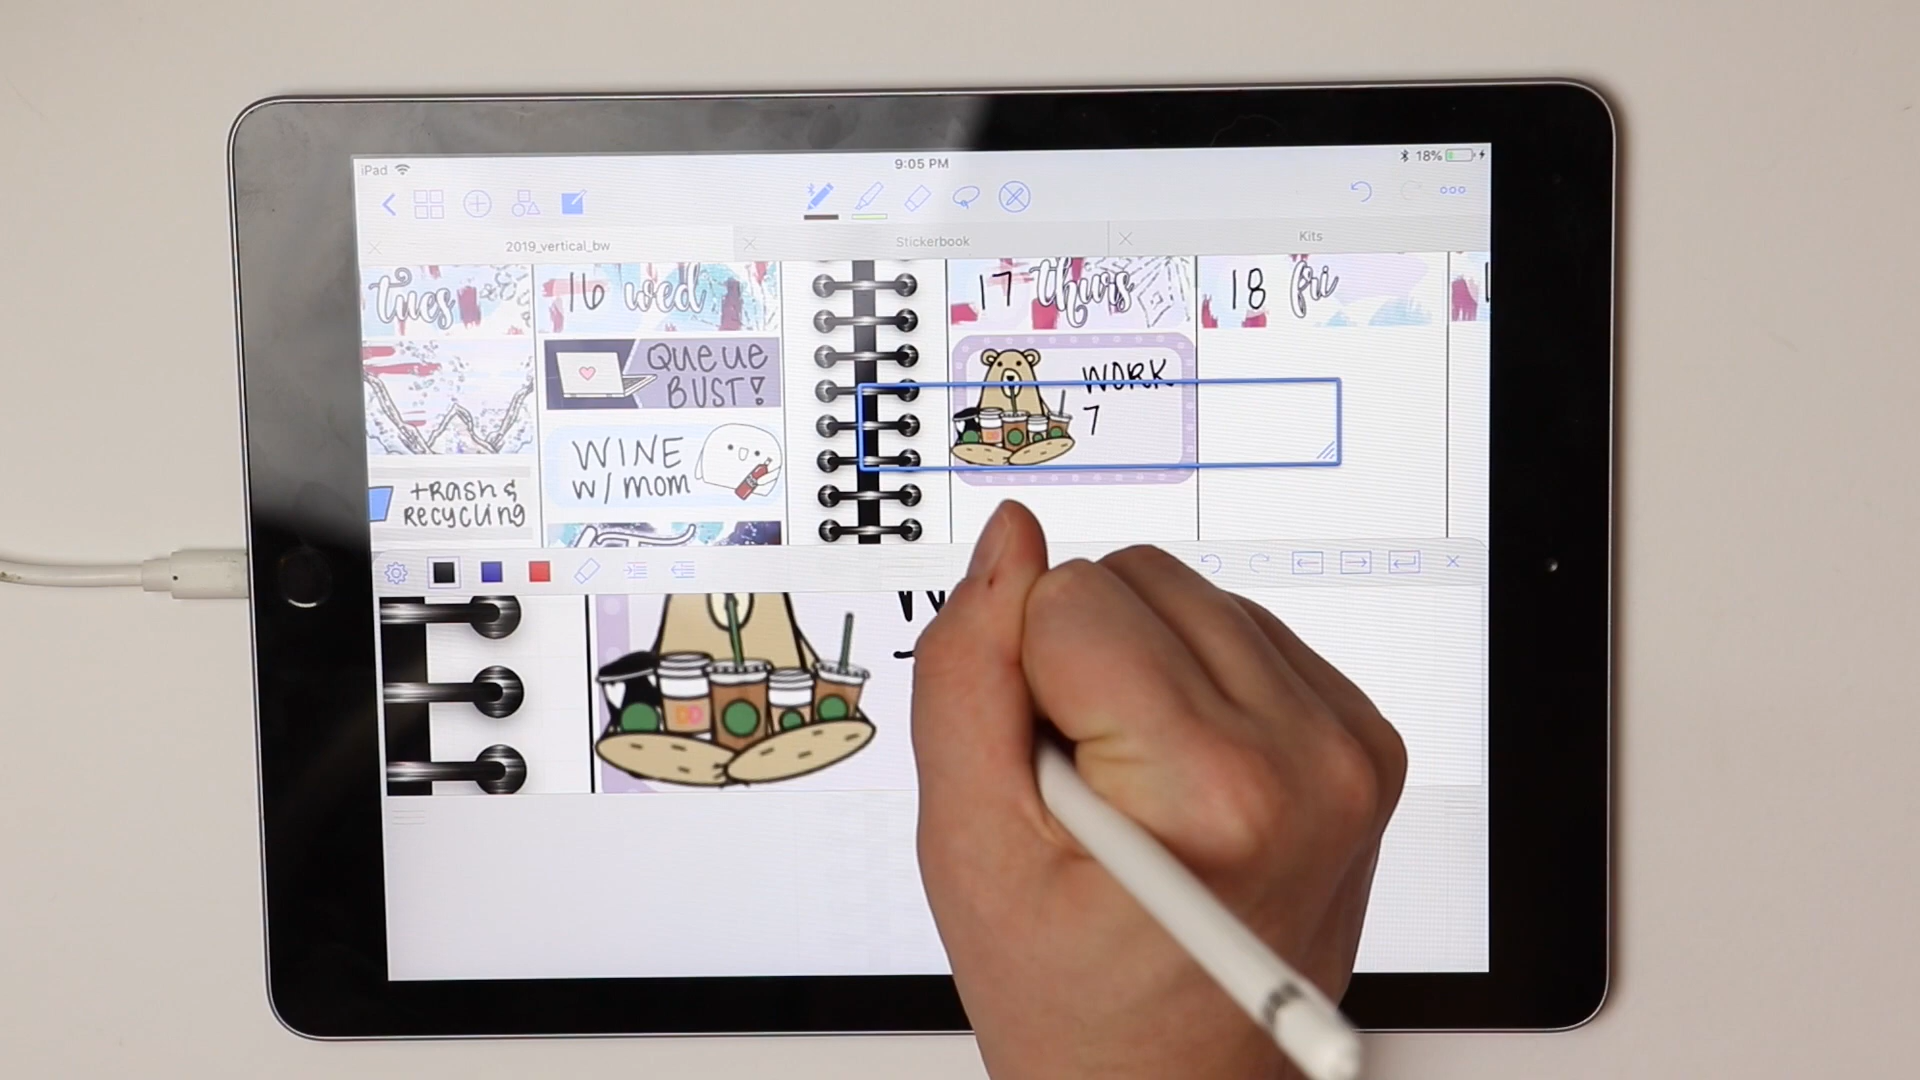 iPad
9:05 PM
18%
2019_vertical_bw
Stickerbook
Kits
tues
16 wed
17 thurs
18 fri
QUEUE
BUST!
WORK
7
WINE
W/ mom
tRASH &
RecycLing